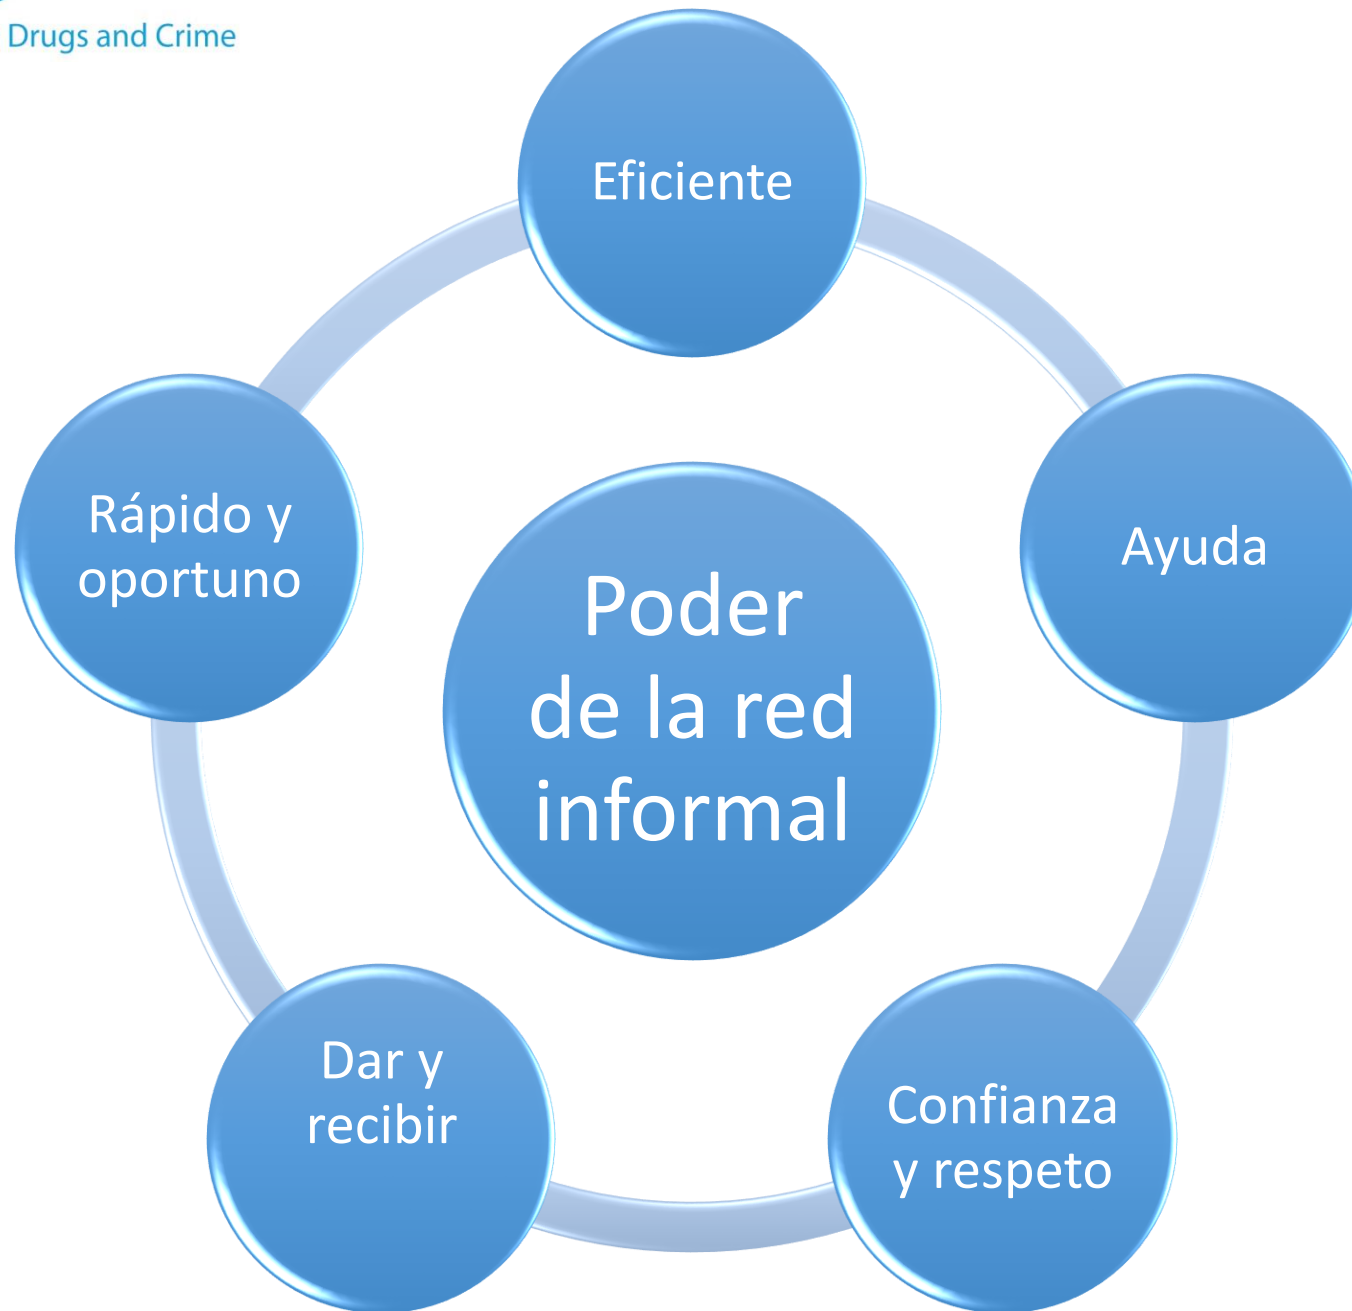 Drugs and Crime
Eficiente
Ayuda
Confianza
y respeto
Dar y
recibir
Rápido y
oportuno
Poder
de la red
informal